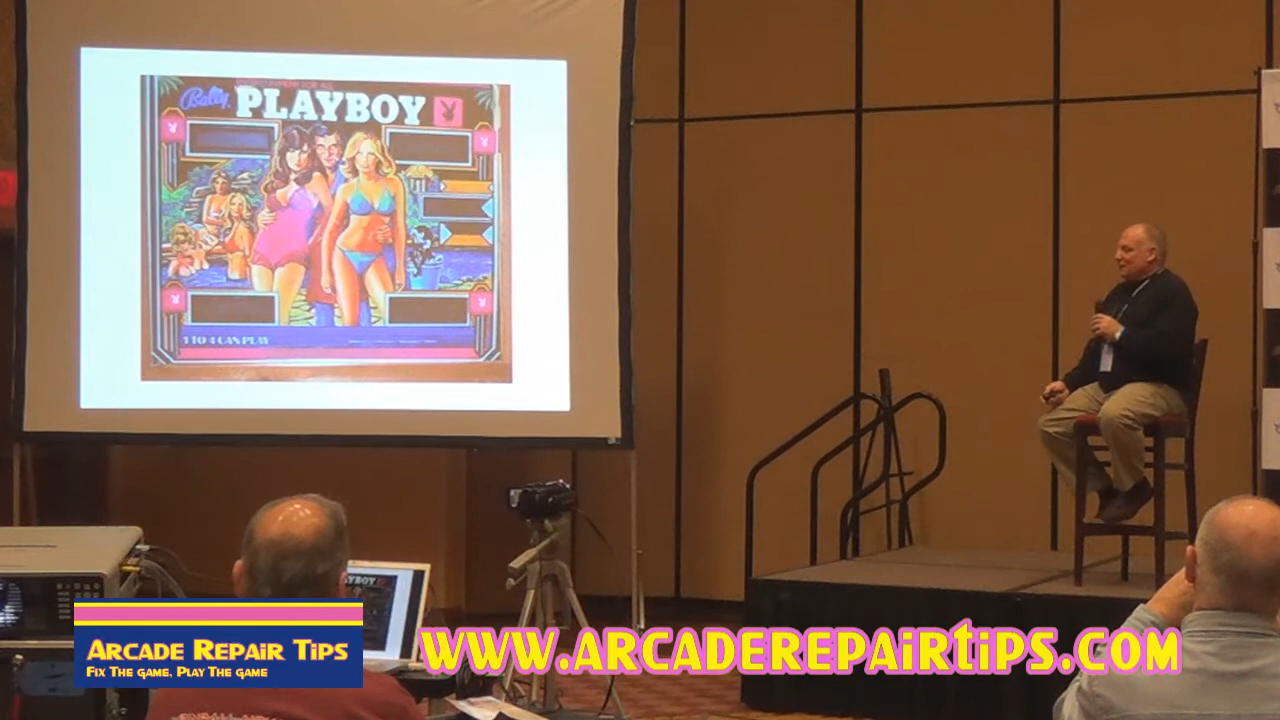 Bally
PLAYBOY
1 TO 4 CAN PLAY
YBOY
ARCADE REPAIR TIPS
FIX THE GAME, PLAY THE GAME
WWW.ARCADEREPAIRTIPS.COM